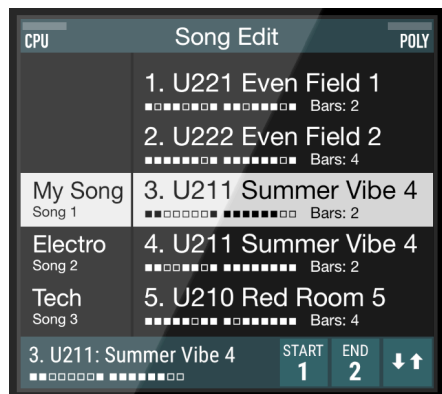 CPU Song Edit POLY
1. U221 Even Field 1
Bars: 2
2. U222 Even Field 2
Bars: 4
My Song 3. U211 Summer Vibe 4
Song 1 Bars: 2
Electro 4. U211 Summer Vibe 4
Song 2 Bars: 2
Tech 5. U210 Red Room 5
Song 3 Bars: 4
3. U211: Summer Vibe 4 START END
1 2